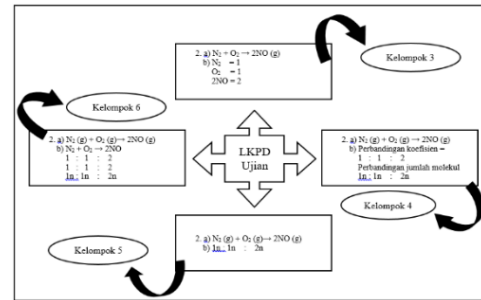 2. a) N₂ + O₂ → 2NO (g)
b) N₂ = 1
O₂ = 1
2NO = 2
Kelompok 3
Kelompok 6
2. a) N₂ (g) + O₂ (g)→ 2NO (g)
b) N₂ + O₂ → 2NO
1 : 1 : 2
1 : 1 : 2
1n : 1n : 2n
LKPD
Ujian
2. a) N₂ (g) + O₂ (g) → 2NO (g)
b) Perbandingan koefisien =
1 : 1 : 2
Perbandingan jumlah molekul
1n : 1n : 2n
Kelompok 4
Kelompok 5
2. a) N₂ (g) + O₂ (g)→ 2NO (g)
b) 1n : 1n : 2n